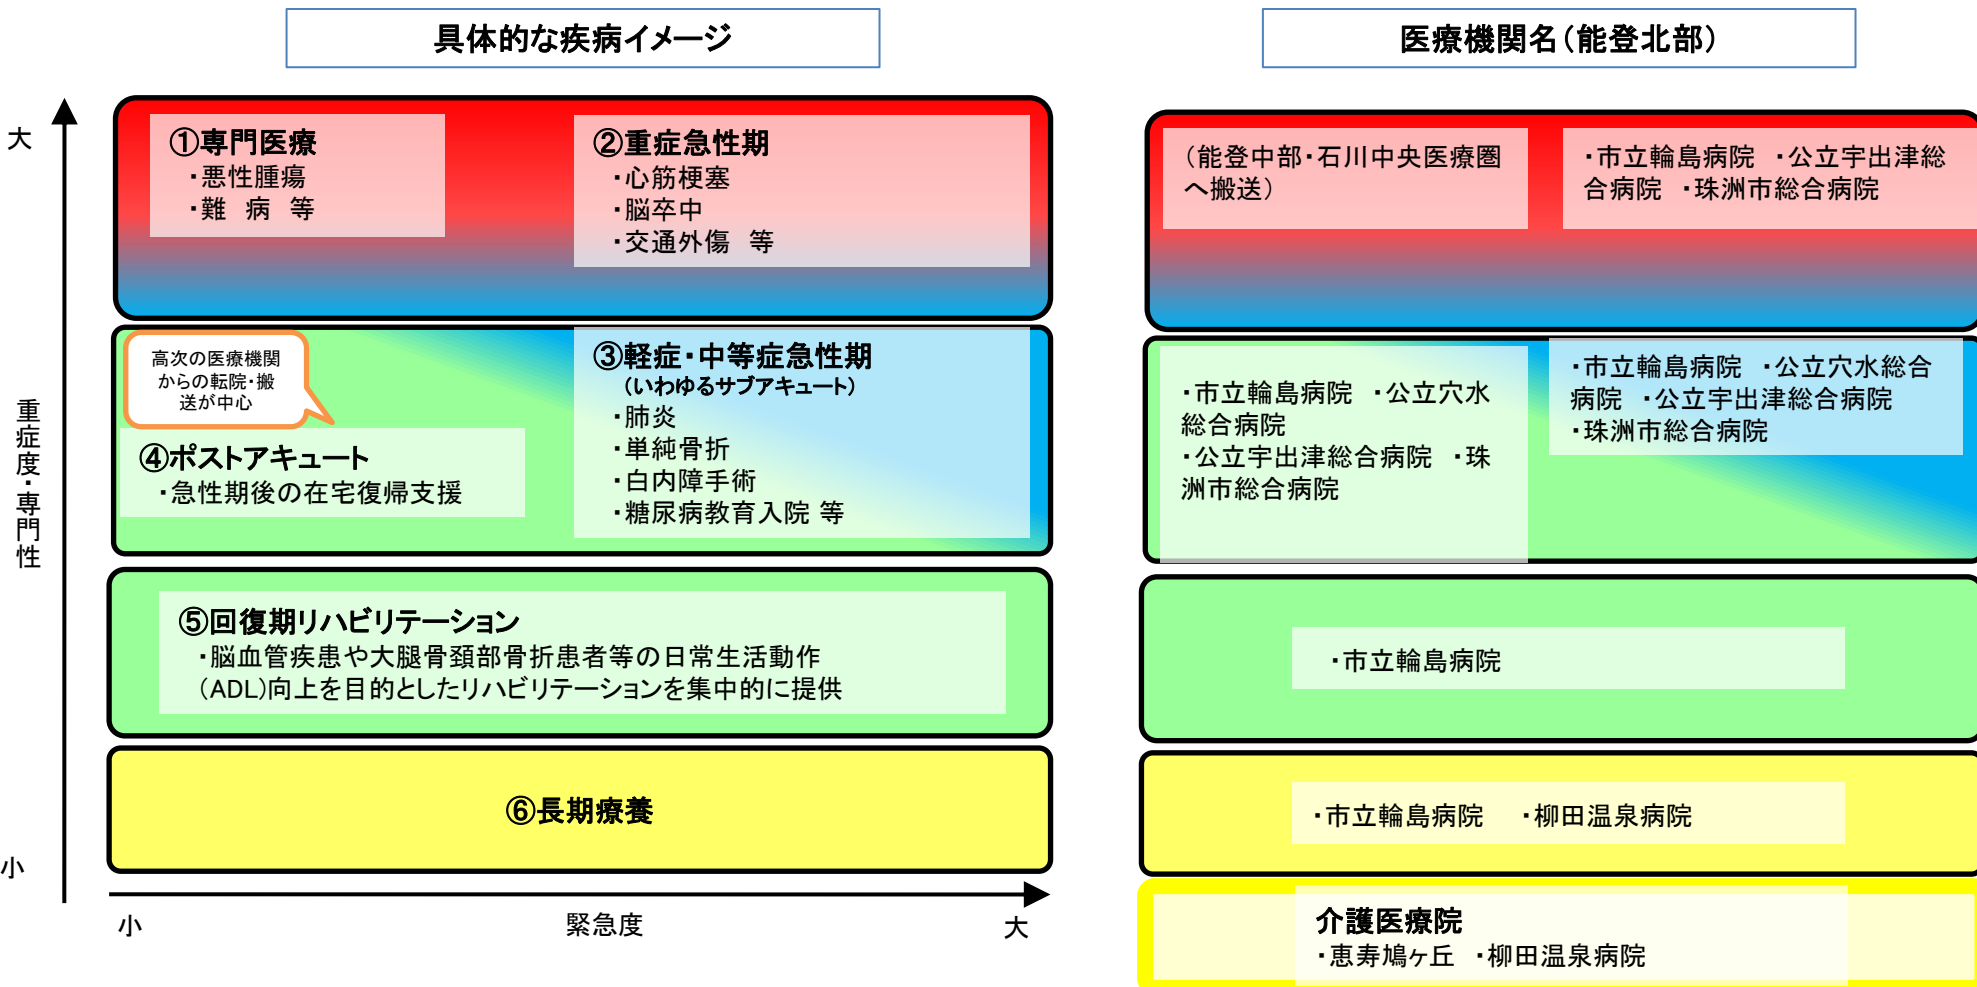 具体的な疾病イメージ
医療機関名（能登北部）
大
重症度・専門性
小
①専門医療
・悪性腫瘍
・難　病　等
②重症急性期
・心筋梗塞
・脳卒中
・交通外傷　等
高次の医療機関
からの転院・搬
送が中心
④ポストアキュート
・急性期後の在宅復帰支援
③軽症・中等症急性期
（いわゆるサブアキュート）
・肺炎
・単純骨折
・白内障手術
・糖尿病教育入院 等
⑤回復期リハビリテーション
・脳血管疾患や大腿骨頚部骨折患者等の日常生活動作
（ADL)向上を目的としたリハビリテーションを集中的に提供
⑥長期療養
小
緊急度
大
（能登中部・石川中央医療圏
へ搬送）
・市立輪島病院　・公立宇出津総
合病院　・珠洲市総合病院
・市立輪島病院　・公立穴水
総合病院
・公立宇出津総合病院　・珠
洲市総合病院
・市立輪島病院　・公立穴水総合
病院　・公立宇出津総合病院
・珠洲市総合病院
・市立輪島病院
・市立輪島病院　・柳田温泉病院
介護医療院
・恵寿鳩ヶ丘　・柳田温泉病院